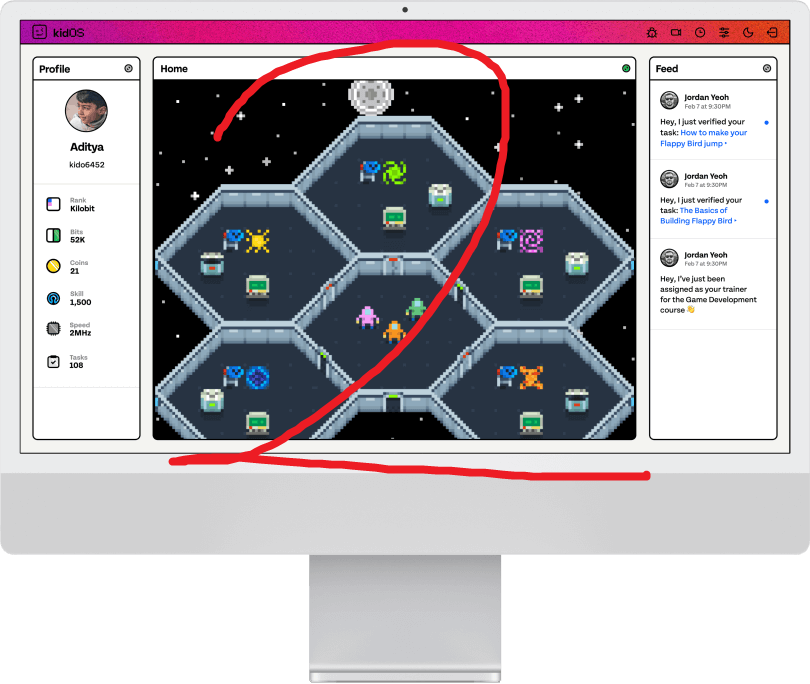 kidOS
Profile
Aditya
kido6452
Rank
Kilobit
Bits
52K
Coins
21
Skill
1,500
Speed
2MHz
Tasks
108
Home
2
Feed
Jordan Yeoh
Feb 7 at 9:30PM
Hey, I just verified your
task: How to make your
Flappy Bird jump ‣
Jordan Yeoh
Feb 7 at 9:30PM
Hey, I just verified your
task: The Basics of
Building Flappy Bird ‣
Jordan Yeoh
Feb 7 at 9:30PM
Hey, I've just been
assigned as your trainer
for the Game Development
course 👋